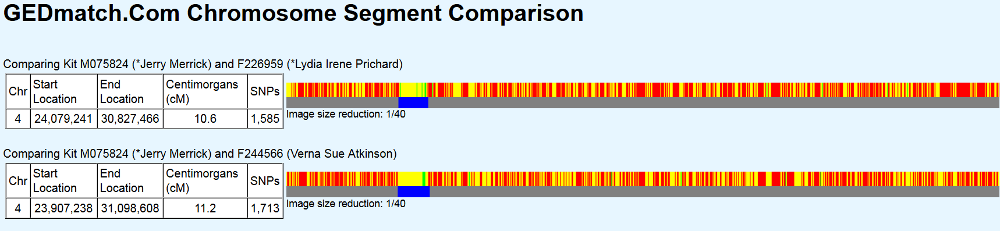 GEDmatch.Com Chromosome Segment Comparison
Comparing Kit M075824 (*Jerry Merrick) and F226959 (*Lydia Irene Prichard)
Chr Start Location End Location Centimorgans (cM) SNPs
4 24,079,241 30,827,466 10.6 1,585
Image size reduction: 1/40
Comparing Kit M075824 (*Jerry Merrick) and F244566 (Verna Sue Atkinson)
Chr Start Location End Location Centimorgans (cM) SNPs
4 23,907,238 31,098,608 11.2 1,713
Image size reduction: 1/40